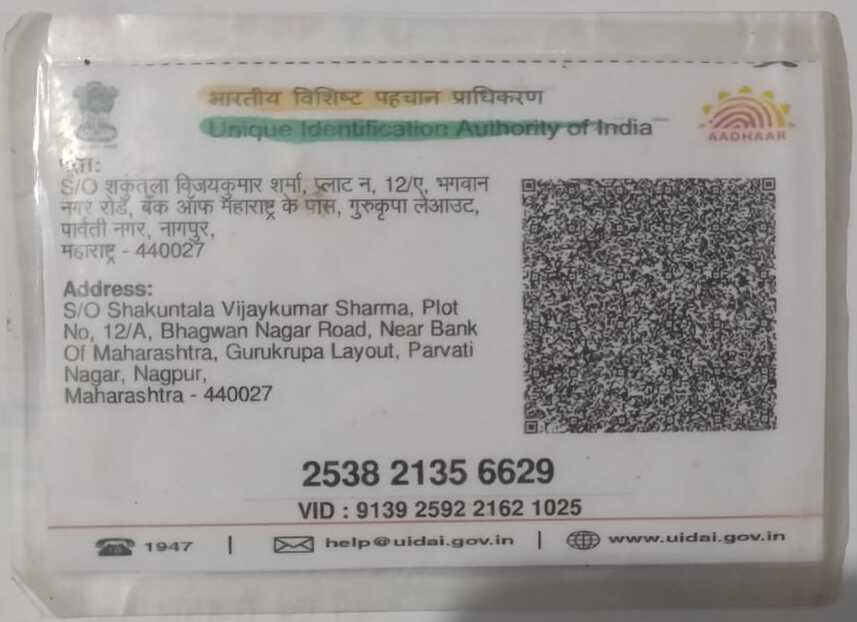 भारतीय विशिष्ट पहचान प्राधिकरण
Unique Identification Authority of India
AADHAAR
पता:
S/O शकुंतला विजयकुमार शर्मा, प्लाट न, 12/ए, भगवान
नगर रोड, बैंक ऑफ महाराष्ट्र के पास, गुरुकृपा लेआउट,
पार्वती नगर, नागपुर,
महाराष्ट्र - 440027
Address:
S/O Shakuntala Vijaykumar Sharma, Plot
No, 12/A, Bhagwan Nagar Road, Near Bank
Of Maharashtra, Gurukrupa Layout, Parvati
Nagar, Nagpur,
Maharashtra - 440027
2538 2135 6629
VID : 9139 2592 2162 1025
1947 | help@uidai.gov.in | www.uidai.gov.in